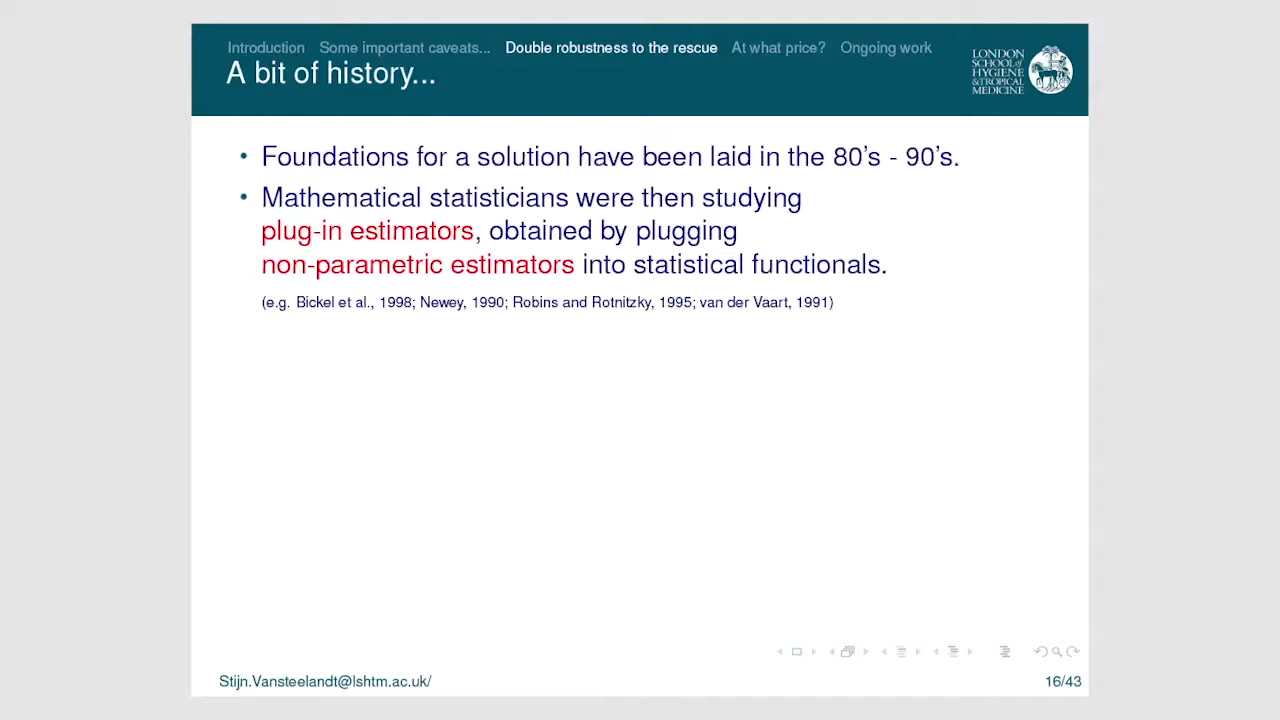 Introduction Some important caveats... Double robustness to the rescue At what price? Ongoing work
A bit of history...
LONDON
SCHOOL of
HYGIENE
& TROPICAL
MEDICINE
• Foundations for a solution have been laid in the 80's - 90's.
• Mathematical statisticians were then studying
plug-in estimators, obtained by plugging
non-parametric estimators into statistical functionals.
(e.g. Bickel et al., 1998; Newey, 1990; Robins and Rotnitzky, 1995; van der Vaart, 1991)
Stijn.Vansteelandt@lshtm.ac.uk/
16/43